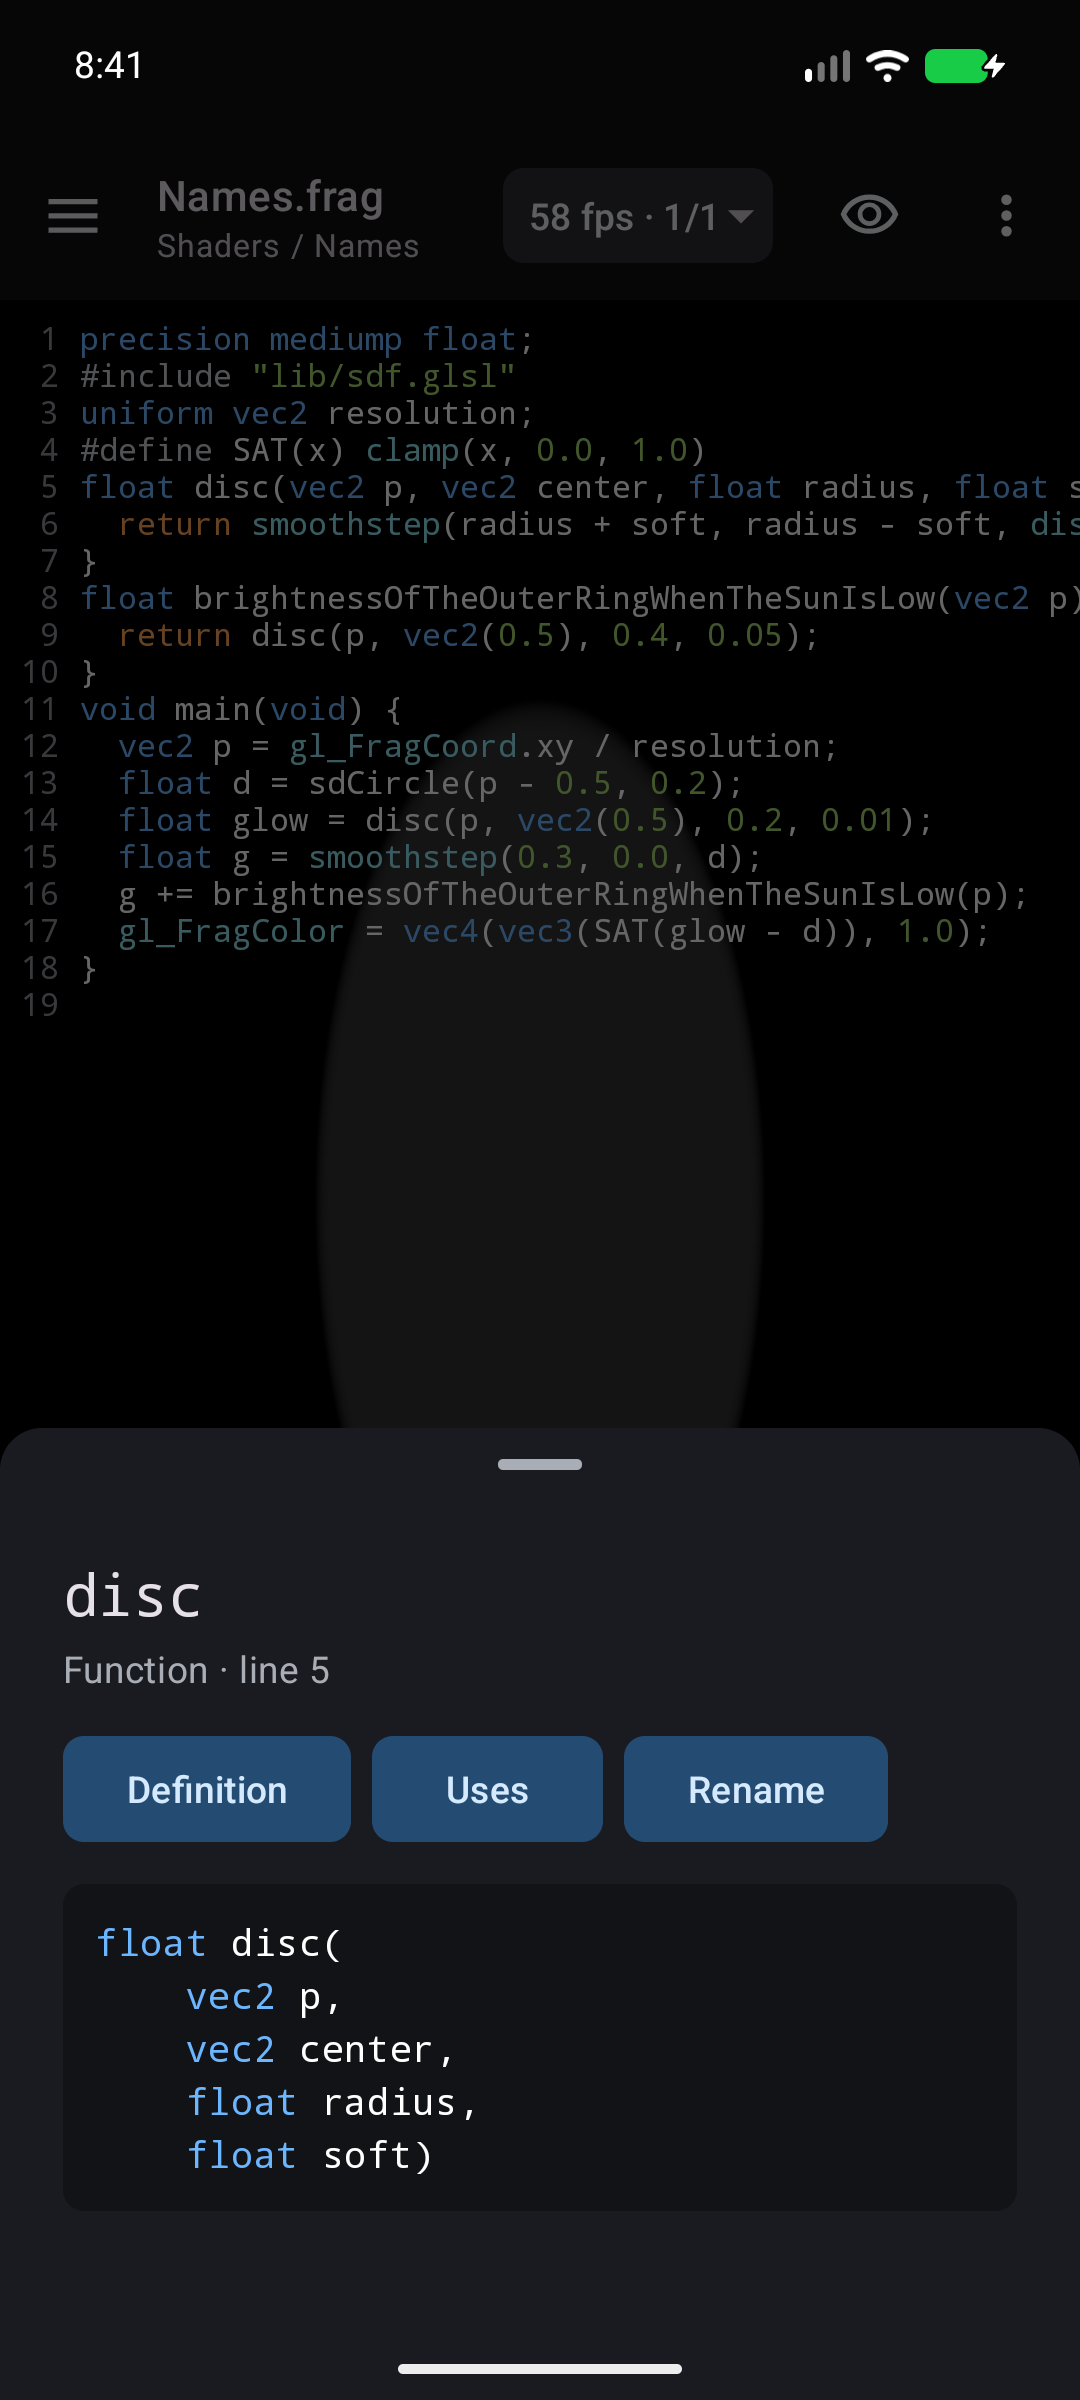 8:41
Names.frag
Shaders / Names
58 fps · 1/1
1 precision mediump float;
2 #include "lib/sdf.glsl"
3 uniform vec2 resolution;
4 #define SAT(x) clamp(x, 0.0, 1.0)
5 float disc(vec2 p, vec2 center, float radius, float s
6   return smoothstep(radius + soft, radius - soft, dis
7 }
8 float brightnessOfTheOuterRingWhenTheSunIsLow(vec2 p)
9   return disc(p, vec2(0.5), 0.4, 0.05);
10 }
11 void main(void) {
12   vec2 p = gl_FragCoord.xy / resolution;
13   float d = sdCircle(p - 0.5, 0.2);
14   float glow = disc(p, vec2(0.5), 0.2, 0.01);
15   float g = smoothstep(0.3, 0.0, d);
16   g += brightnessOfTheOuterRingWhenTheSunIsLow(p);
17   gl_FragColor = vec4(vec3(SAT(glow - d)), 1.0);
18 }
19
disc
Function · line 5
Definition Uses Rename
float disc(
    vec2 p,
    vec2 center,
    float radius,
    float soft)